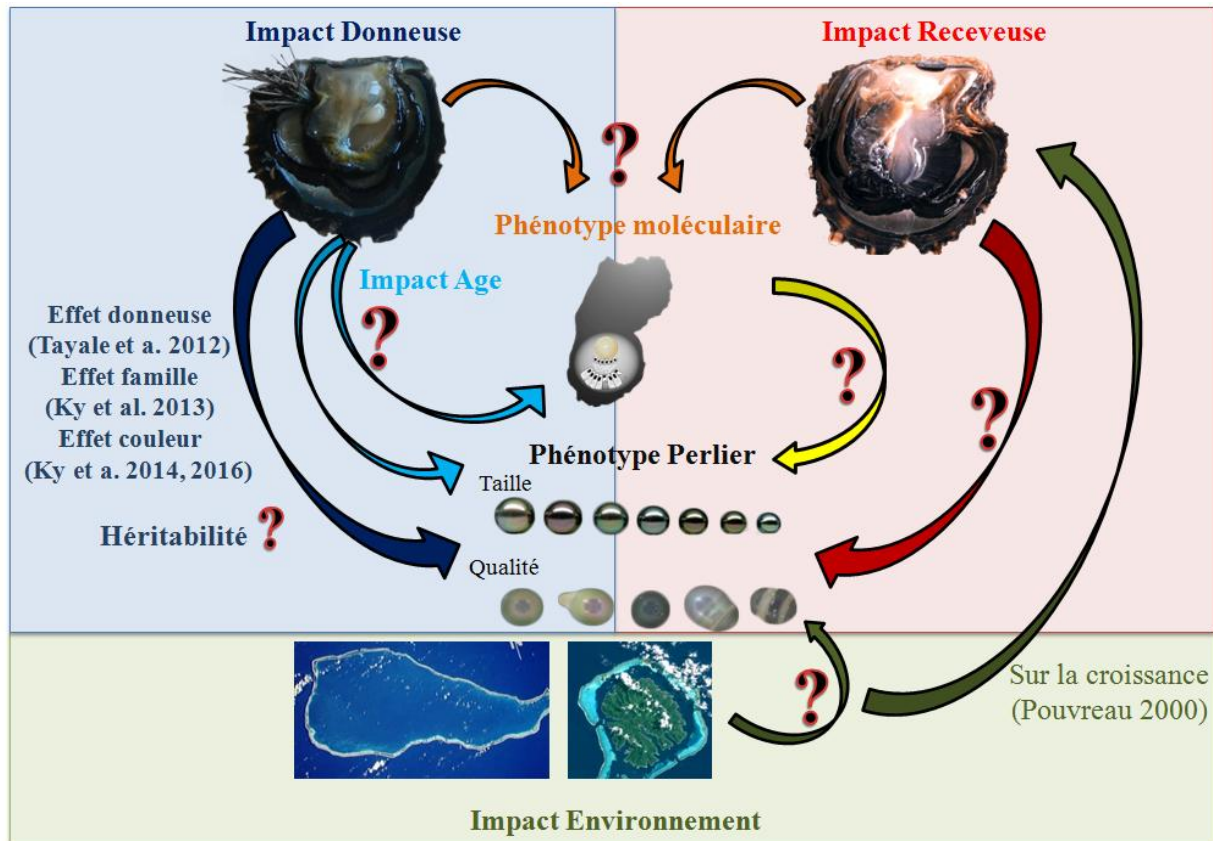 Impact Donneuse
Impact Receveuse
?
Phénotype moléculaire
Impact Age
?
Effet donneuse
(Tayale et a. 2012)
Effet famille
(Ky et al. 2013)
Effet couleur
(Ky et a. 2014, 2016)
?
?
Phénotype Perlier
Taille
Héritabilité ?
Qualité
?
Sur la croissance
(Pouvreau 2000)
Impact Environnement